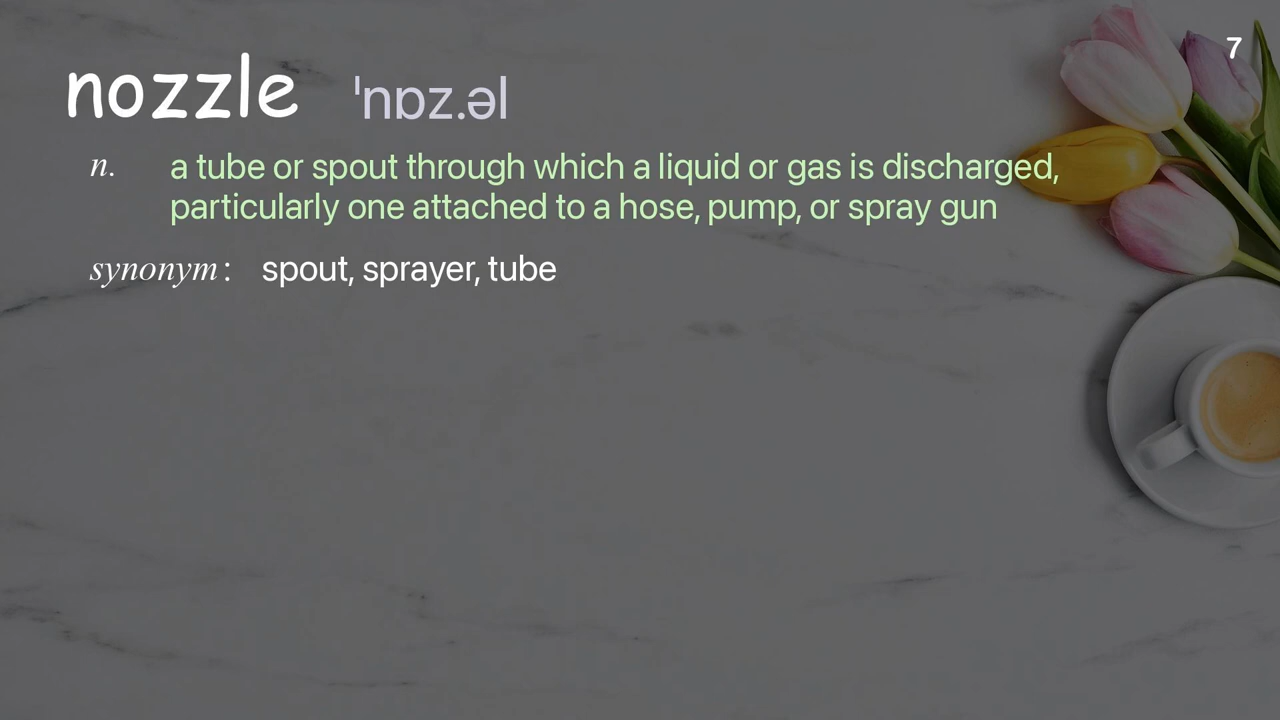 7
nozzle ˈnɒz.əl
n. a tube or spout through which a liquid or gas is discharged,
particularly one attached to a hose, pump, or spray gun
synonym: spout, sprayer, tube